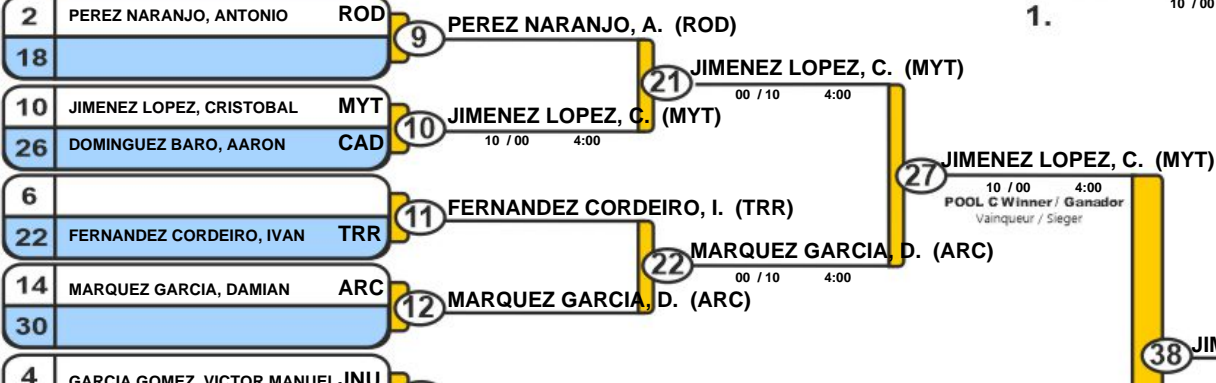 10 / 00
1.
2 PEREZ NARANJO, ANTONIO ROD
18
9 PEREZ NARANJO, A. (ROD)
21 JIMENEZ LOPEZ, C. (MYT)
00 / 10 4:00
10 JIMENEZ LOPEZ, CRISTOBAL MYT
26 DOMINGUEZ BARO, AARON CAD
10 JIMENEZ LOPEZ, C. (MYT)
10 / 00 4:00
27 JIMENEZ LOPEZ, C. (MYT)
10 / 00 4:00
POOL C Winner / Ganador
Vainqueur / Sieger
6
22 FERNANDEZ CORDEIRO, IVAN TRR
11 FERNANDEZ CORDEIRO, I. (TRR)
22 MARQUEZ GARCIA, D. (ARC)
00 / 10 4:00
14 MARQUEZ GARCIA, DAMIAN ARC
30
12 MARQUEZ GARCIA, D. (ARC)
38
4 GARCIA GOMEZ, VICTOR MANUEL JNU